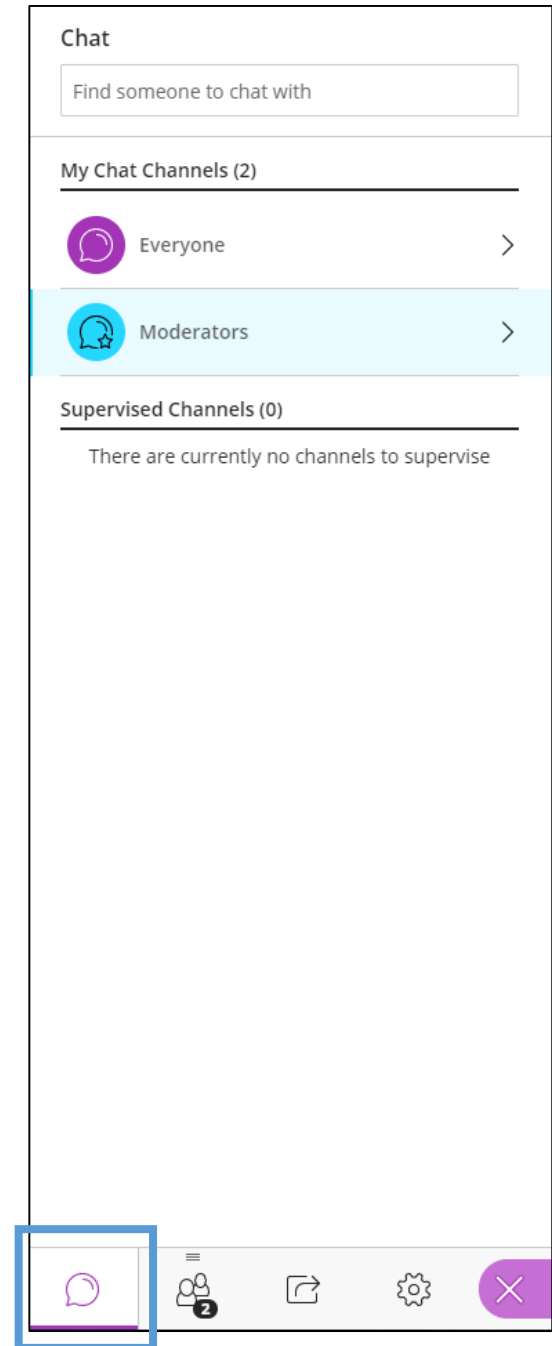 Chat
Find someone to chat with
My Chat Channels (2)
Everyone
Moderators
Supervised Channels (0)
There are currently no channels to supervise
2